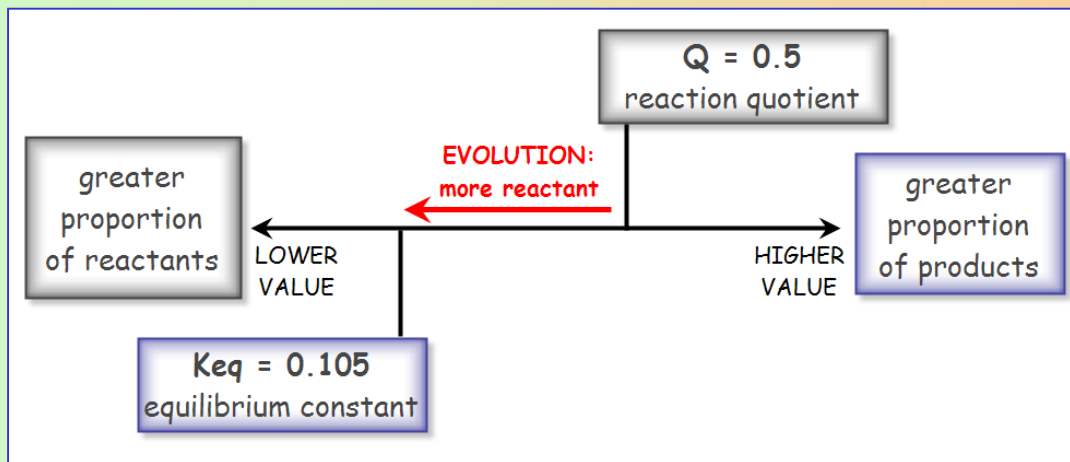 Q = 0.5
reaction quotient
EVOLUTION:
more reactant
greater
proportion
of reactants
greater
proportion
of products
LOWER
VALUE
HIGHER
VALUE
Keq = 0.105
equilibrium constant